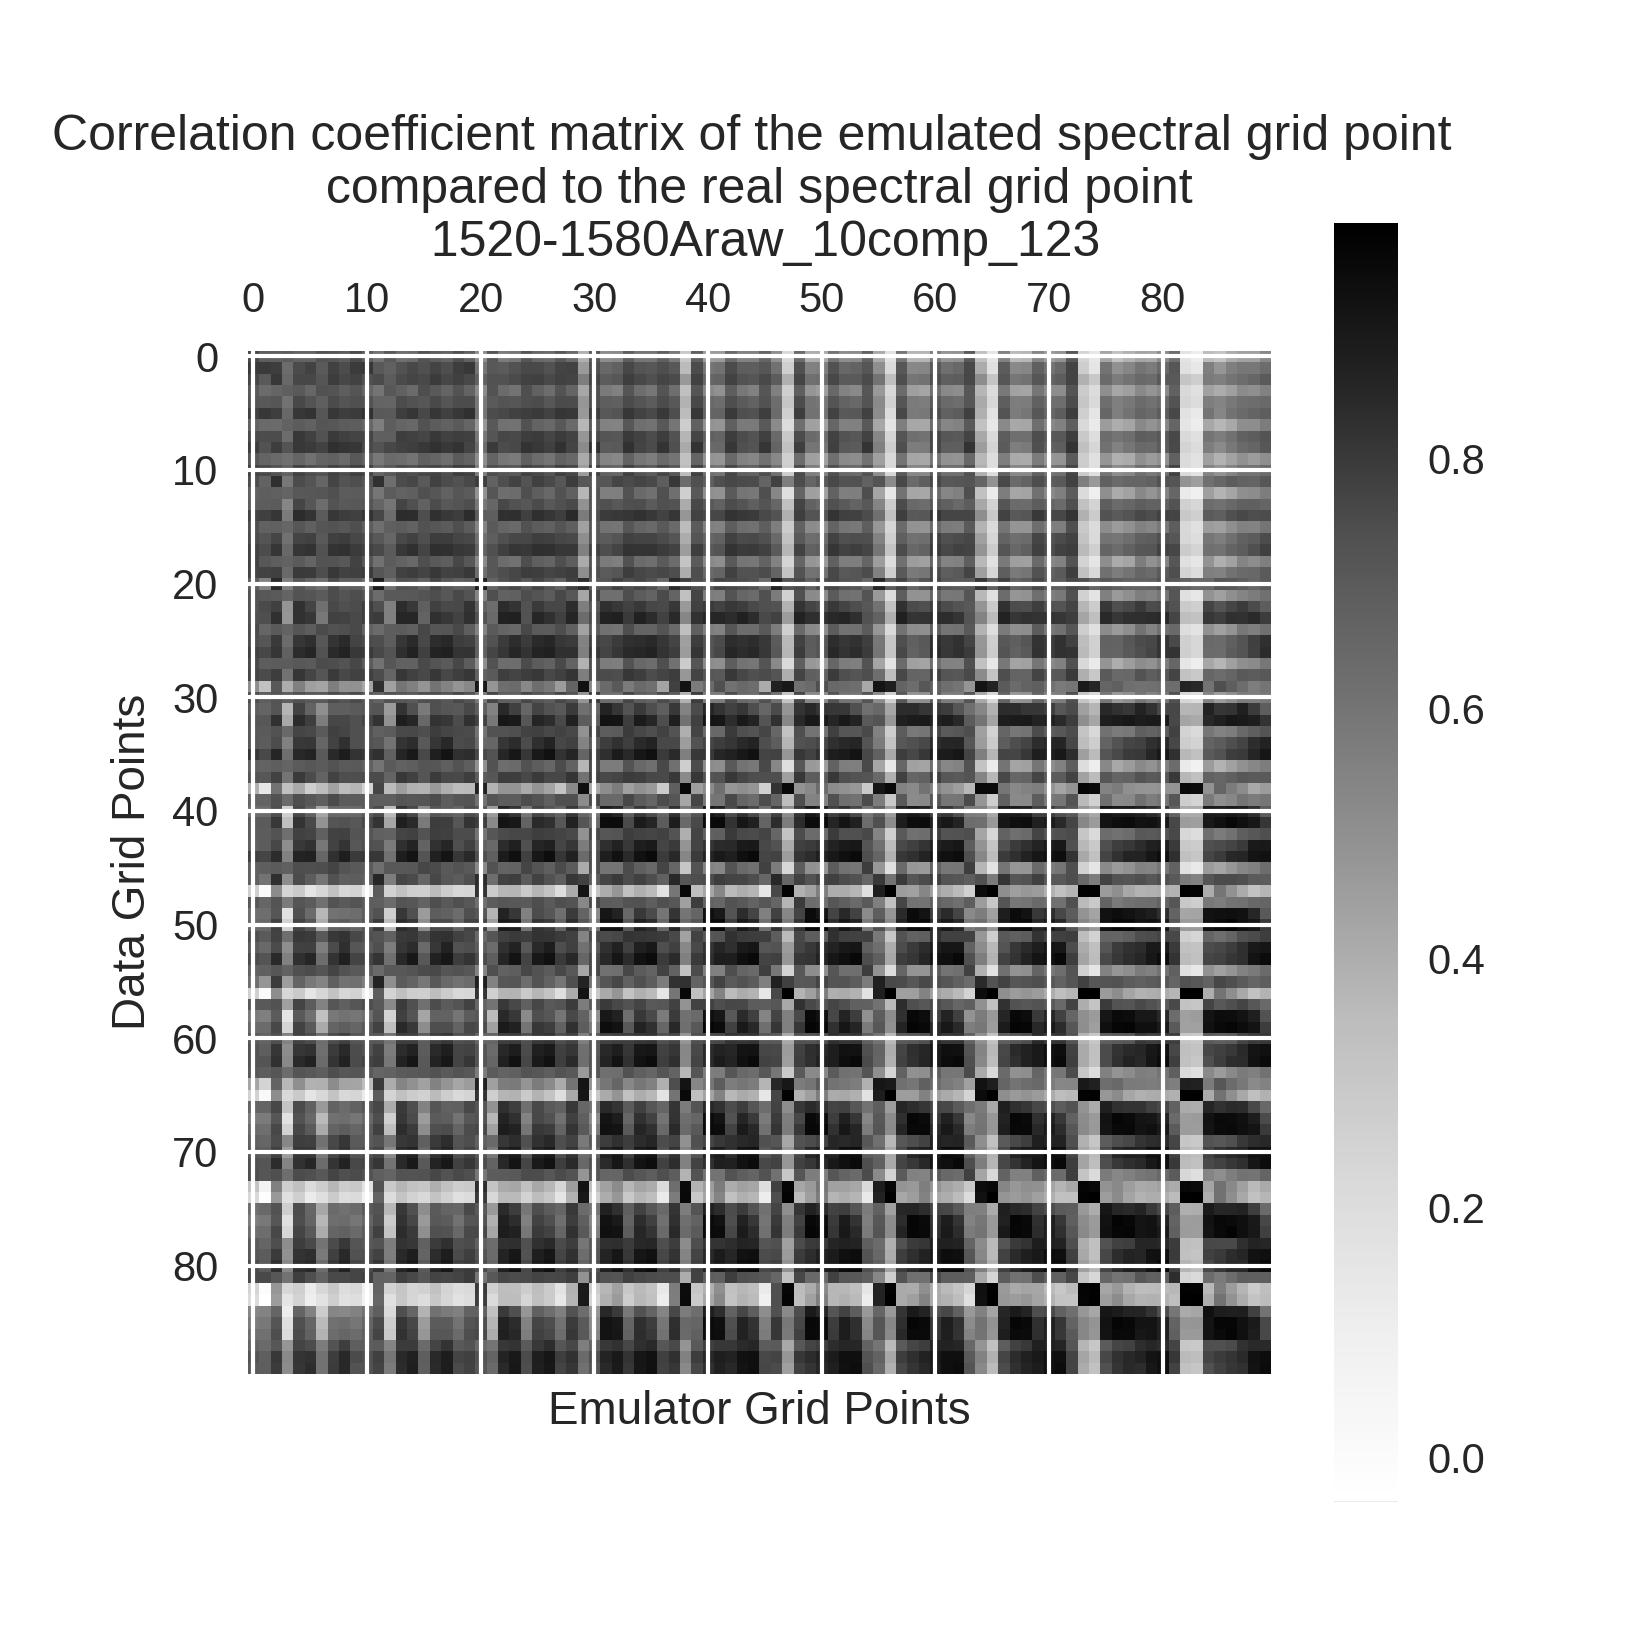 Correlation coefficient matrix of the emulated spectral grid point
compared to the real spectral grid point
1520-1580Araw_10comp_123
0 10 20 30 40 50 60 70 80
0
10
20
30
40
50
60
70
80
Data Grid Points
Emulator Grid Points
0.8
0.6
0.4
0.2
0.0